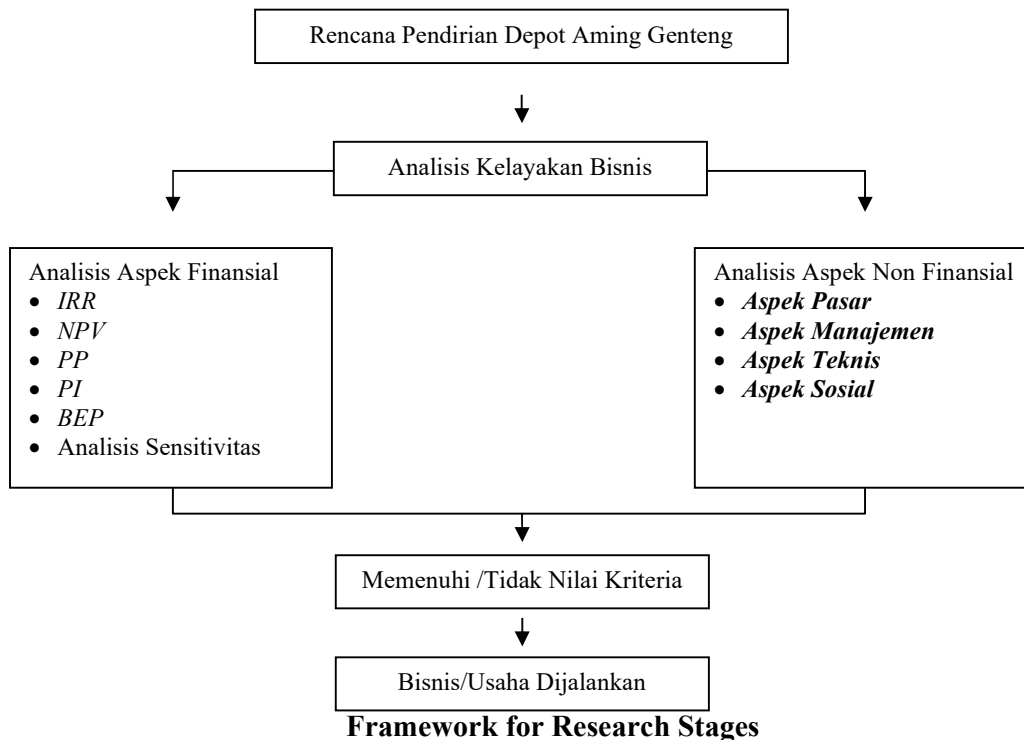 Rencana Pendirian Depot Aming Genteng
Analisis Kelayakan Bisnis
Analisis Aspek Finansial
• IRR
• NPV
• PP
• PI
• BEP
• Analisis Sensitivitas
Analisis Aspek Non Finansial
• Aspek Pasar
• Aspek Manajemen
• Aspek Teknis
• Aspek Sosial
Memenuhi /Tidak Nilai Kriteria
Bisnis/Usaha Dijalankan
Framework for Research Stages